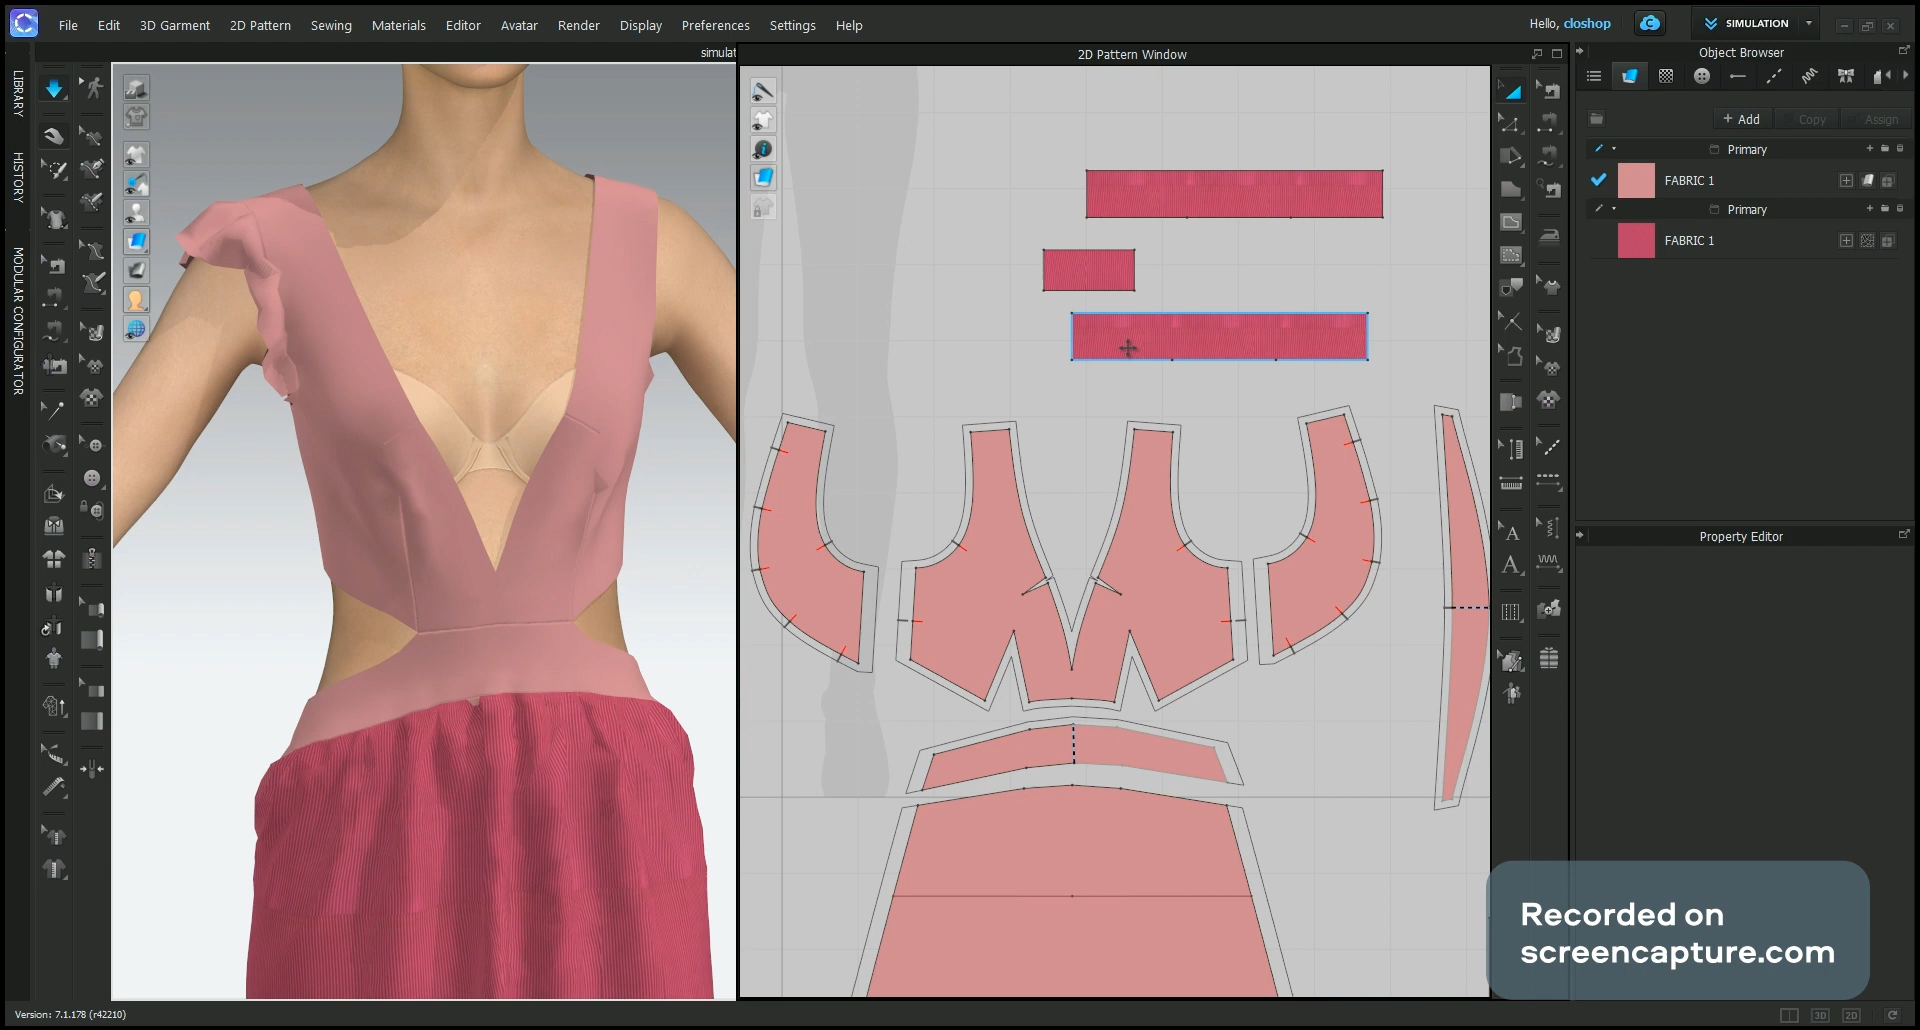 File Edit 3D Garment 2D Pattern Sewing Materials Editor Avatar Render Display Preferences Settings Help
Hello, closhop
SIMULATION
simulat
2D Pattern Window
Object Browser
LIBRARY
HISTORY
MODULAR CONFIGURATOR
+ Add
Copy
Assign
Primary
FABRIC 1
Primary
FABRIC 1
Property Editor
Recorded on
screencapture.com
Version: 7.1.178 (r42210)
3D
2D